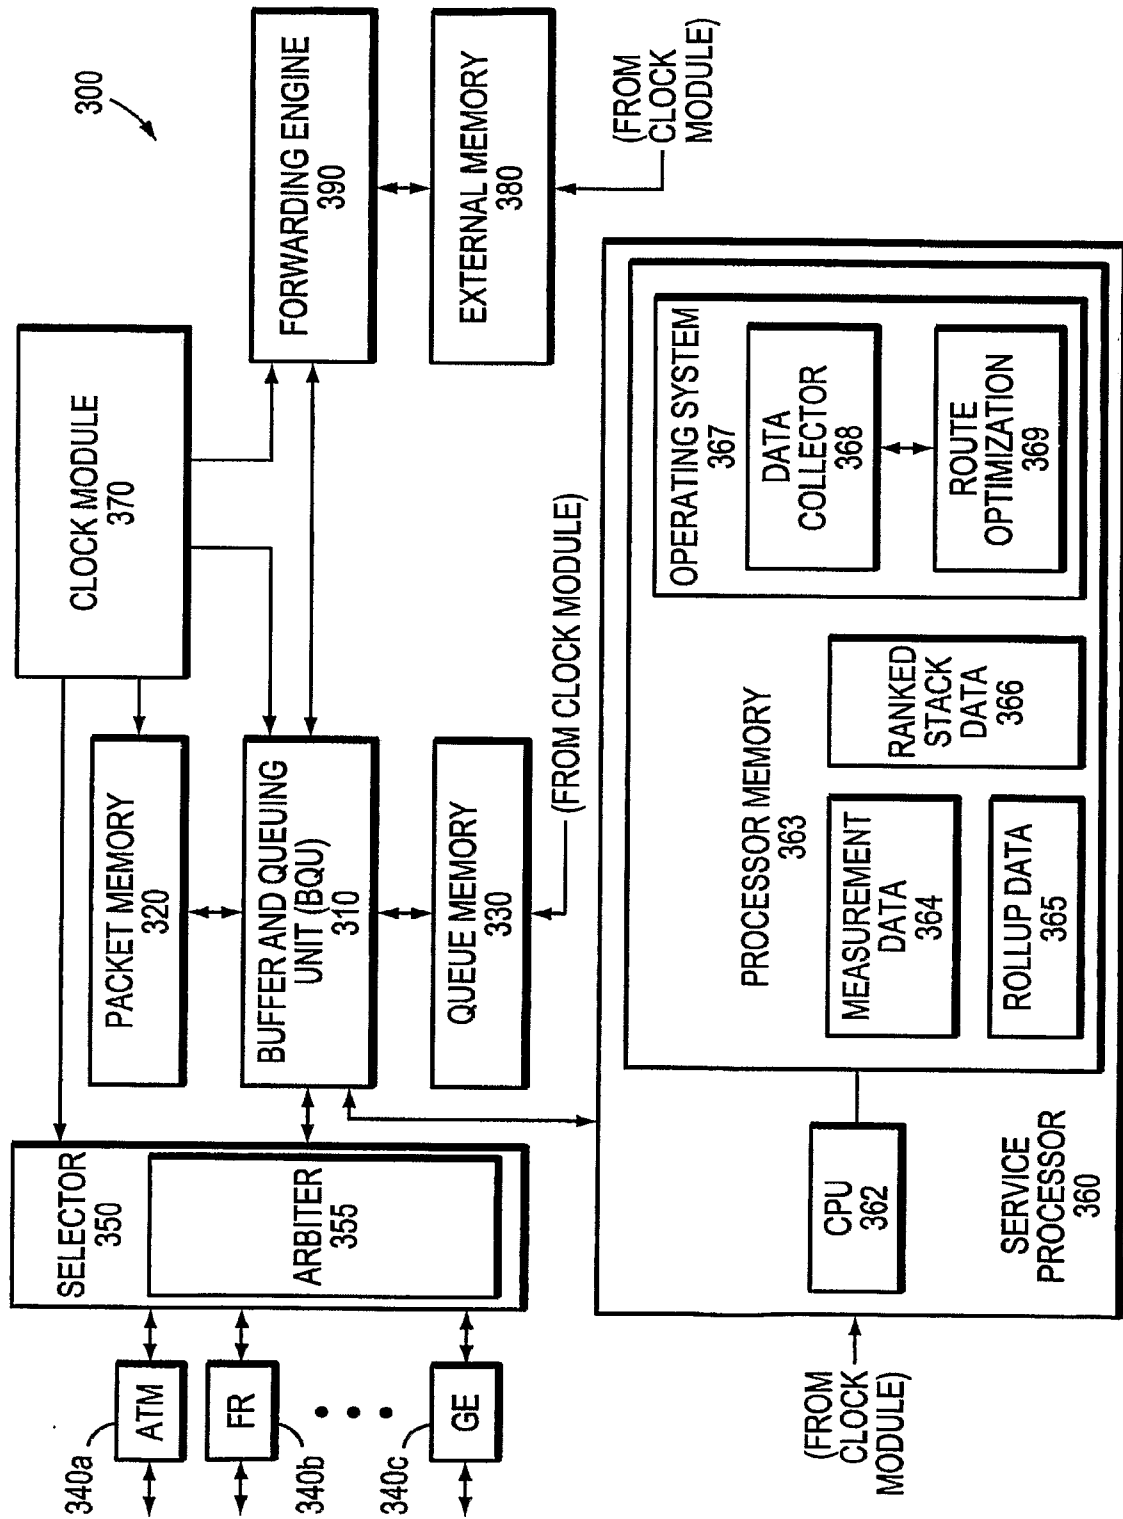 300
CLOCK MODULE
370
SELECTOR
350
ARBITER
355
PACKET MEMORY
320
BUFFER AND QUEUING
UNIT (BQU)
310
QUEUE MEMORY
330
FORWARDING ENGINE
390
EXTERNAL MEMORY
380
(FROM
CLOCK
MODULE)
(FROM CLOCK MODULE)
340a
ATM
340b
FR
340c
GE
SERVICE
PROCESSOR
360
CPU
362
PROCESSOR MEMORY
363
MEASUREMENT
DATA
364
ROLLUP DATA
365
RANKED
STACK
DATA
366
OPERATING SYSTEM
367
DATA
COLLECTOR
368
ROUTE
OPTIMIZATION
369
(FROM
CLOCK
MODULE)